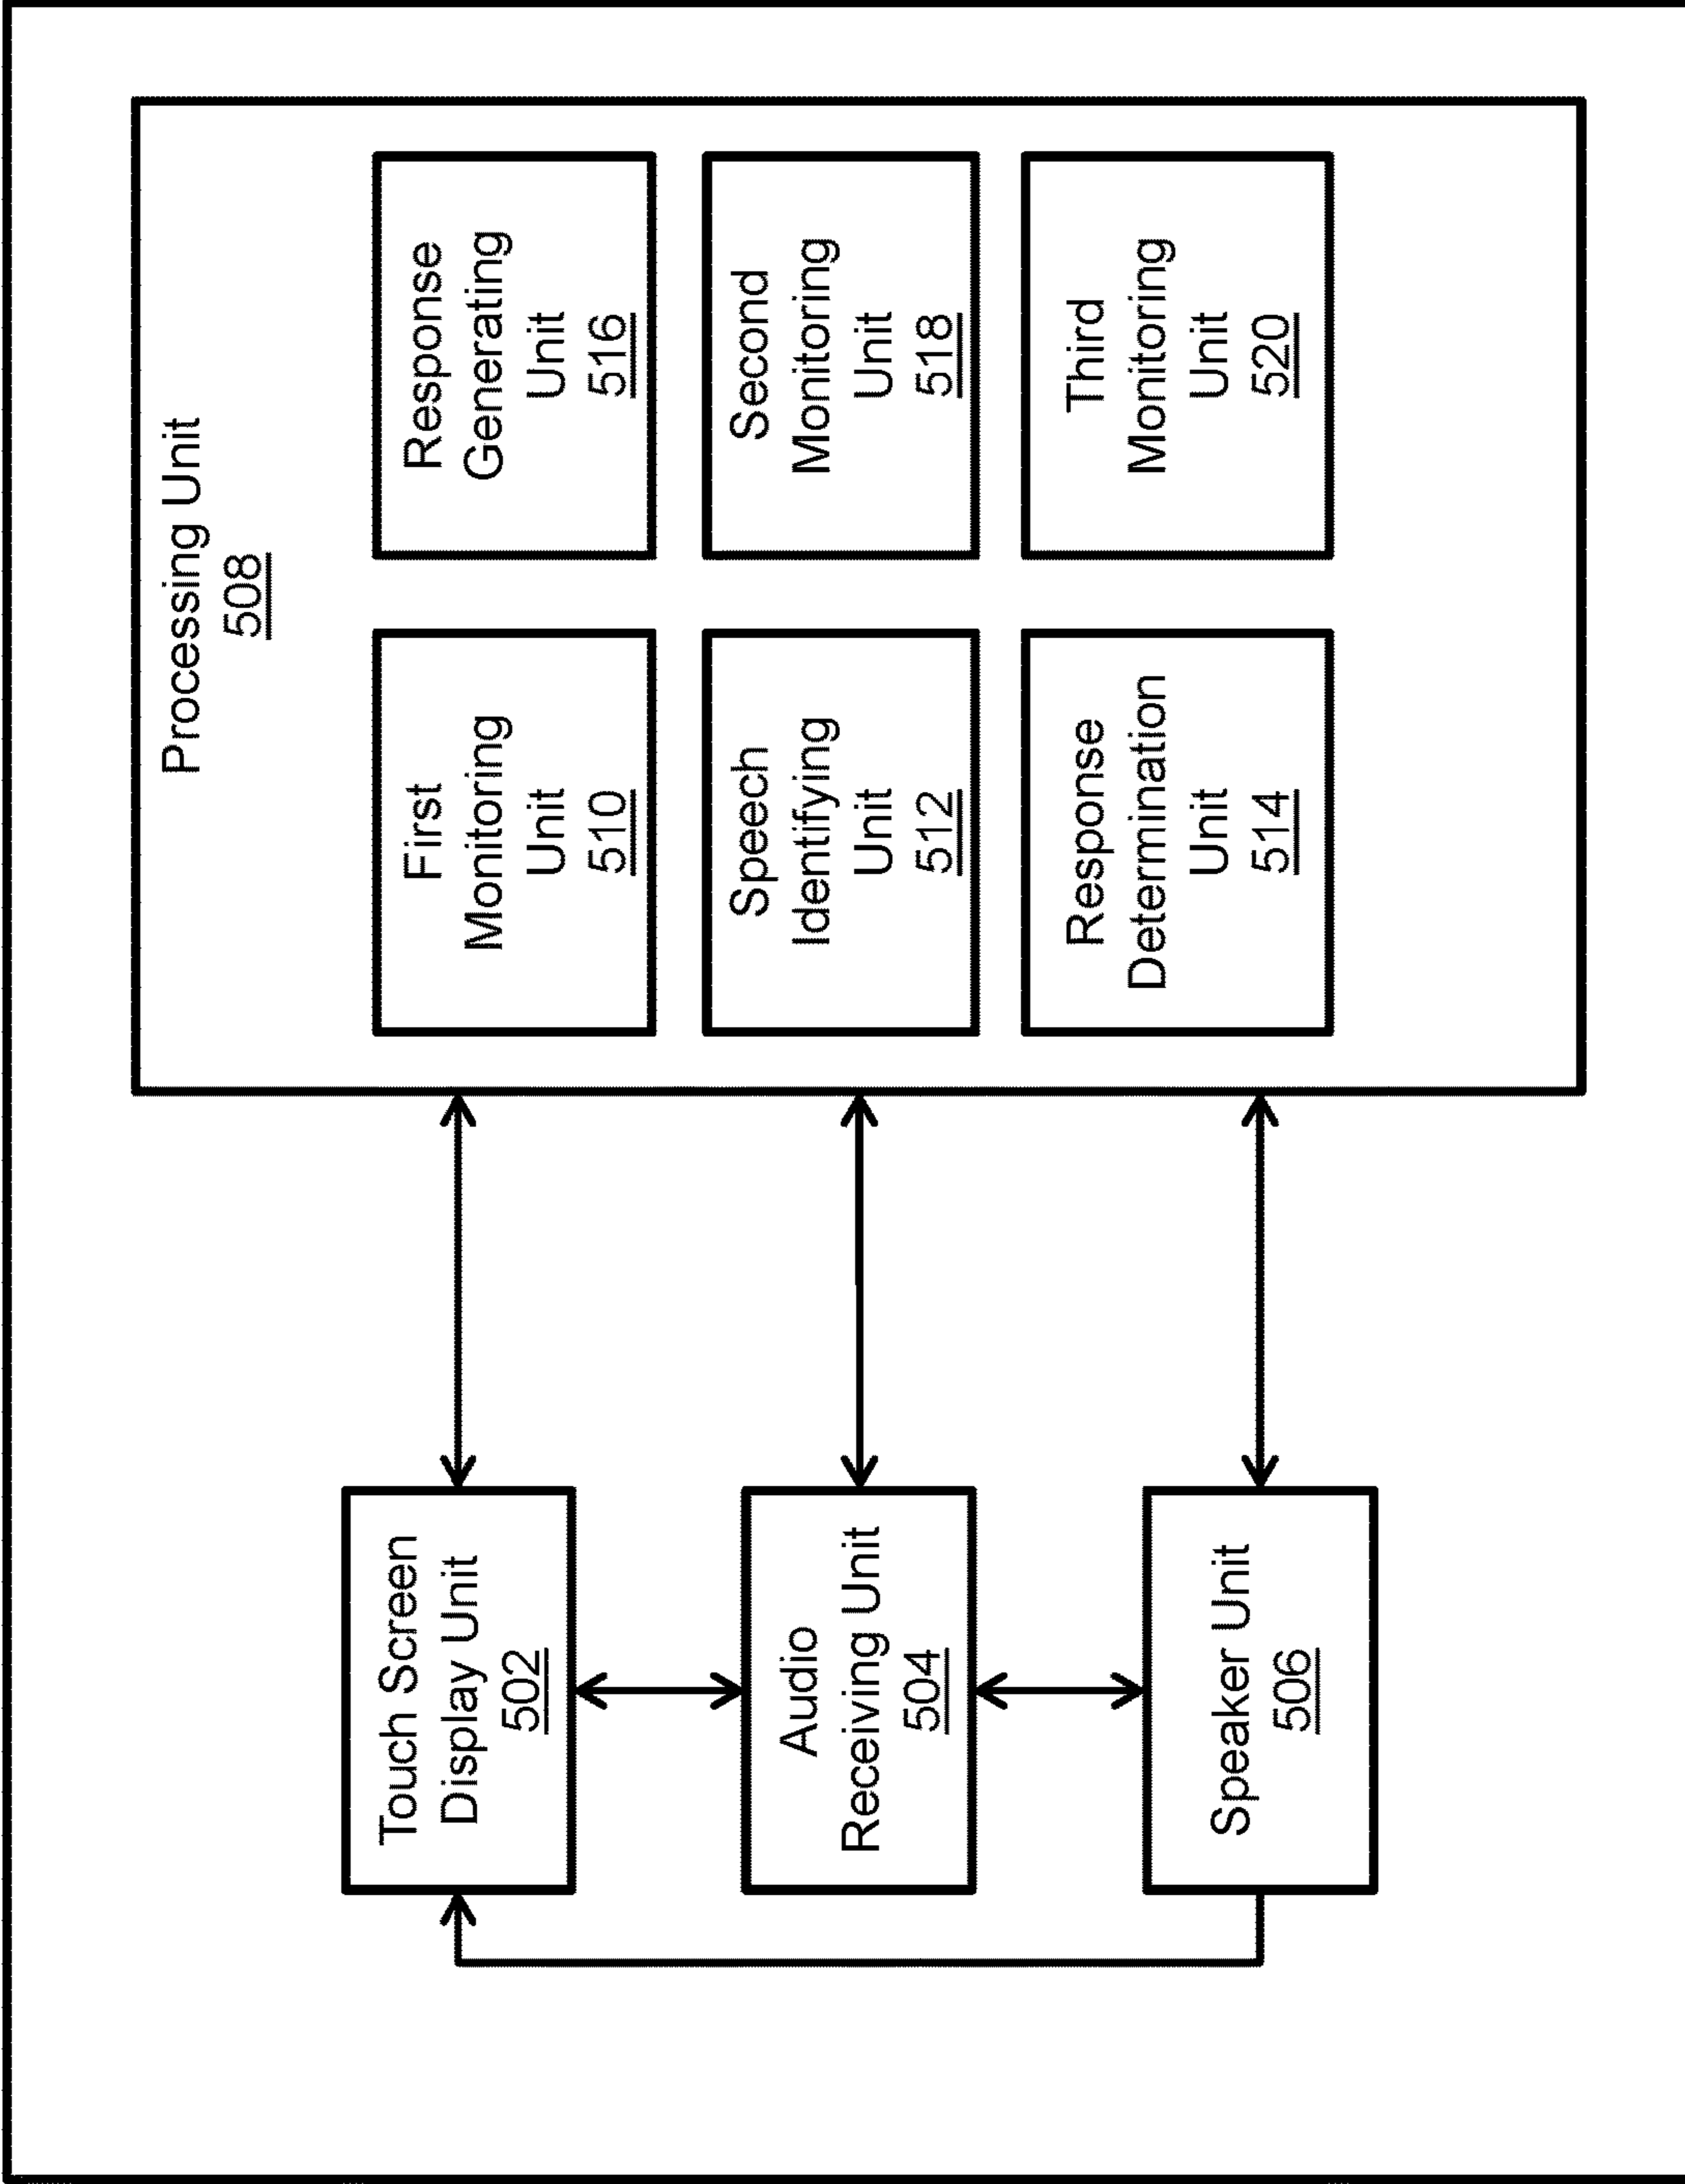 Processing Unit
508
Touch Screen
Display Unit
502
First
Monitoring
Unit
510
Response
Generating
Unit
516
Audio
Receiving Unit
504
Speech
Identifying
Unit
512
Second
Monitoring
Unit
518
Speaker Unit
506
Response
Determination
Unit
514
Third
Monitoring
Unit
520